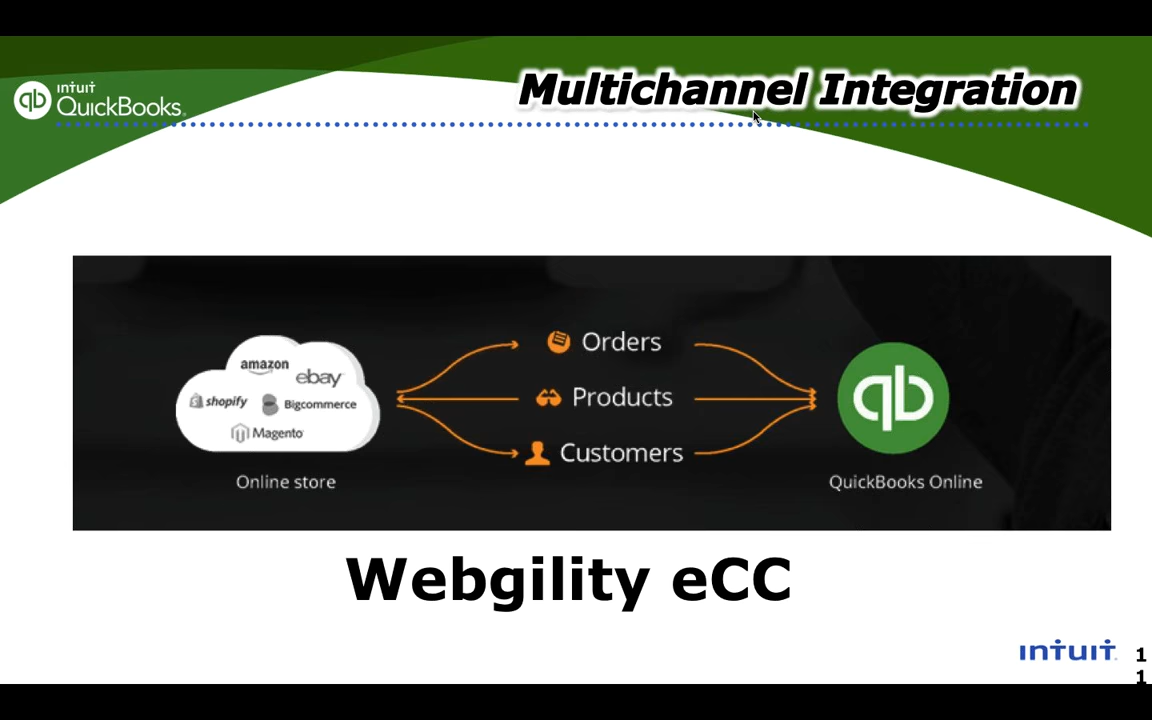 Multichannel Integration
intuit
QuickBooks.
amazon
ebay
shopify
Bigcommerce
Magento
Online store
Orders
Products
Customers
qb
QuickBooks Online
Webgility eCC
intuit.
1
1